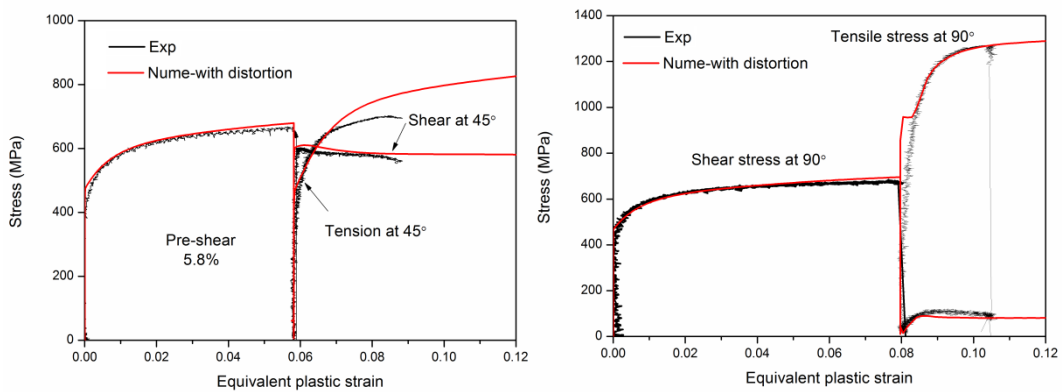 1000
800
600
400
200
0
Stress (MPa)
Exp
Nume-with distortion
Shear at 45°
Tension at 45°
Pre-shear
5.8%
0.00 0.02 0.04 0.06 0.08 0.10 0.12
Equivalent plastic strain
1400
1200
1000
800
600
400
200
0
Stress (MPa)
Tensile stress at 90°
Exp
Nume-with distortion
Shear stress at 90°
0.00 0.02 0.04 0.06 0.08 0.10 0.12
Equivalent plastic strain